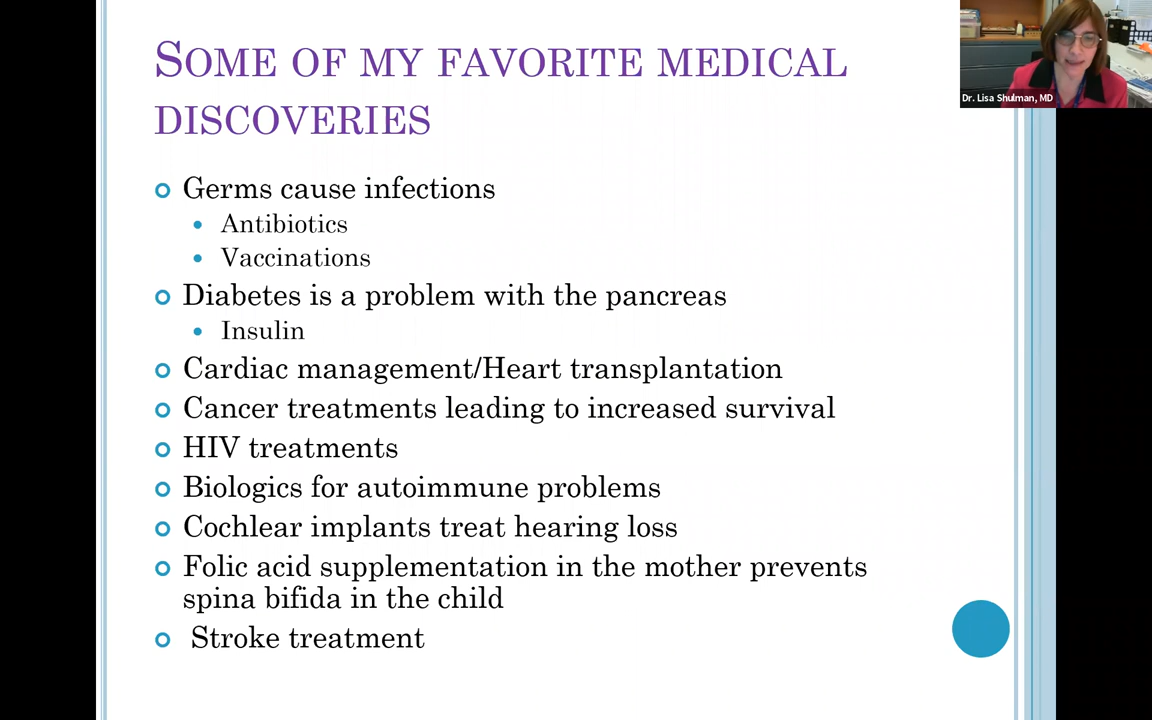 SOME OF MY FAVORITE MEDICAL
DISCOVERIES
Dr. Lisa Shulman, MD
Germs cause infections
Antibiotics
Vaccinations
Diabetes is a problem with the pancreas
Insulin
Cardiac management/Heart transplantation
Cancer treatments leading to increased survival
HIV treatments
Biologics for autoimmune problems
Cochlear implants treat hearing loss
Folic acid supplementation in the mother prevents
spina bifida in the child
Stroke treatment